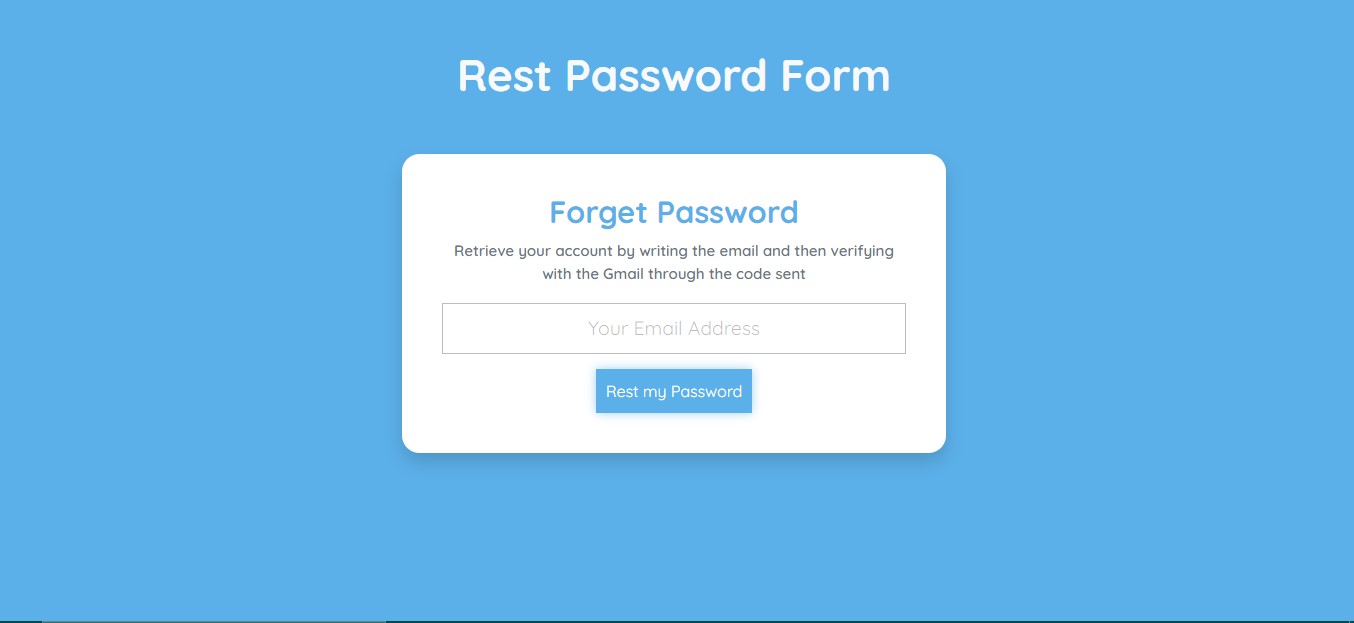 Rest Password Form
Forget Password
Retrieve your account by writing the email and then verifying
with the Gmail through the code sent
Your Email Address
Rest my Password